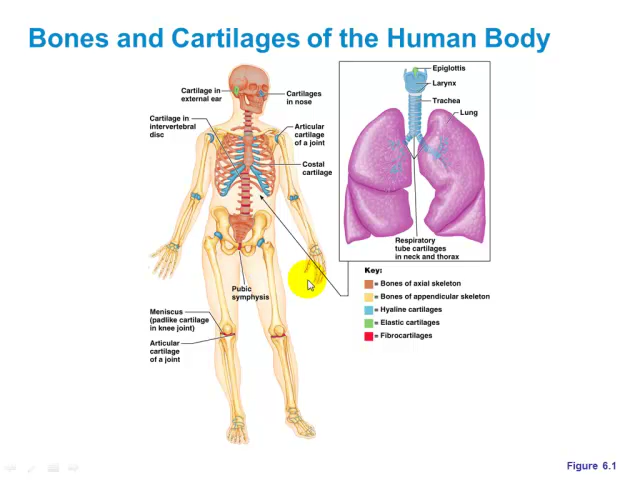 Bones and Cartilages of the Human Body
Cartilage in
external ear
Cartilages
in nose
Cartilage in
intervertebral
disc
Articular
cartilage
of a joint
Costal
cartilage
Pubic
symphysis
Meniscus
(padlike cartilage
in knee joint)
Articular
cartilage
of a joint
Epiglottis
Larynx
Trachea
Lung
Respiratory
tube cartilages
in neck and thorax
Key:
= Bones of axial skeleton
= Bones of appendicular skeleton
= Hyaline cartilages
= Elastic cartilages
= Fibrocartilages
Figure 6.1